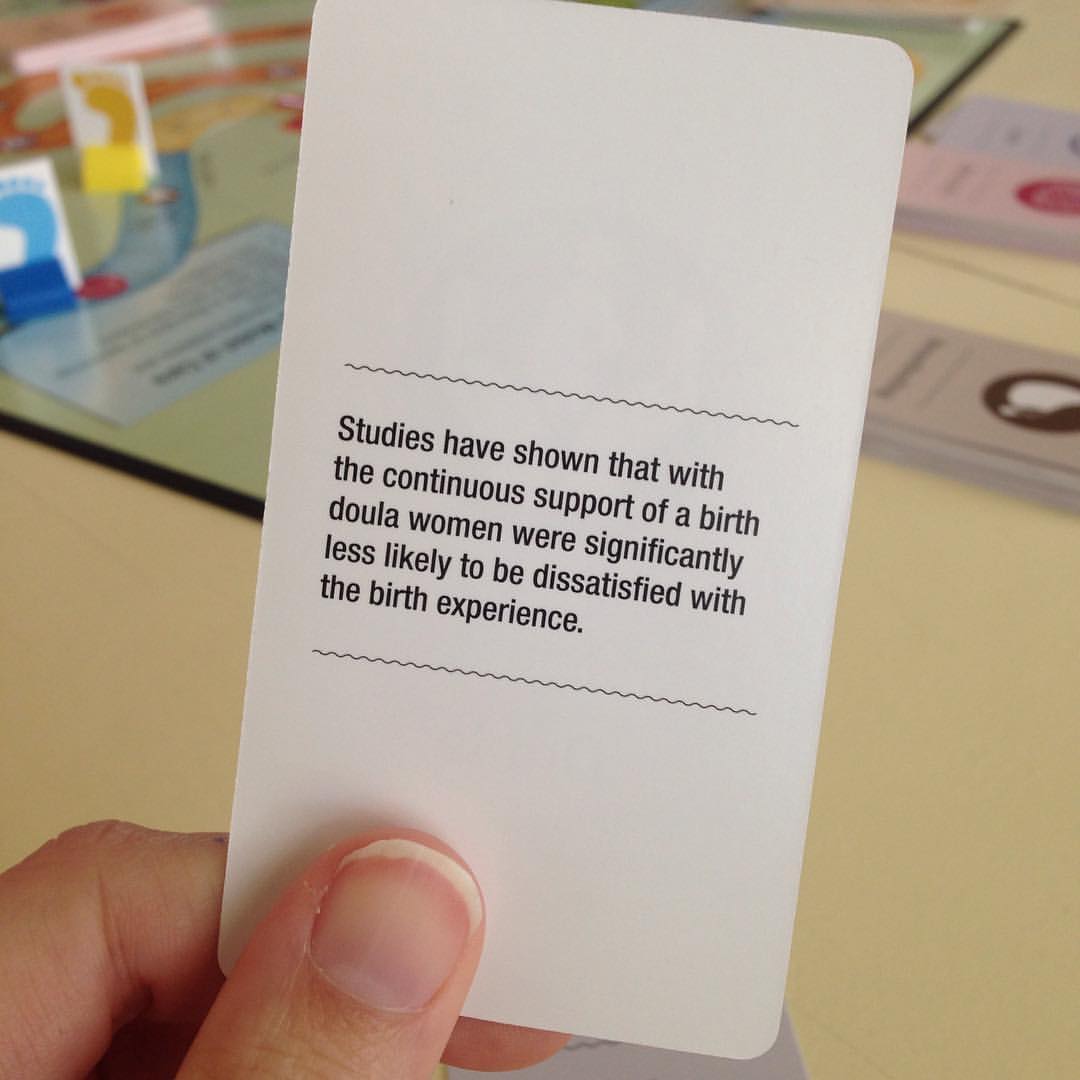 Studies have shown that with
the continuous support of a birth
doula women were significantly
less likely to be dissatisfied with
the birth experience.